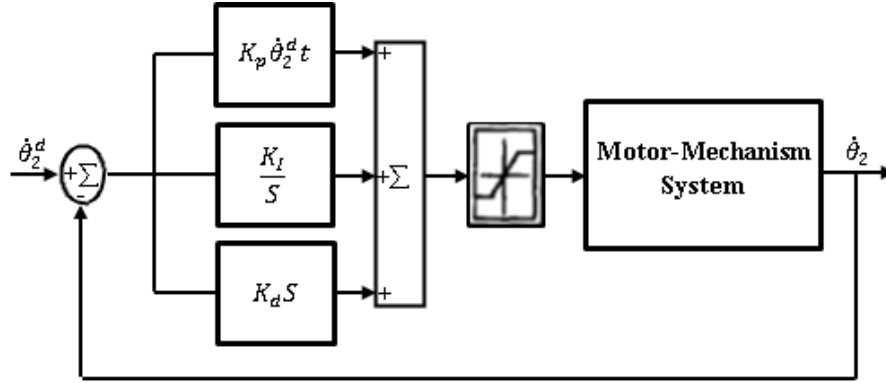 K_p θ̇₂ᵈ t
+
θ̇₂ᵈ
+Σ
-
K_I
S
+Σ
Motor-Mechanism
System
θ̇₂
K_d S
+